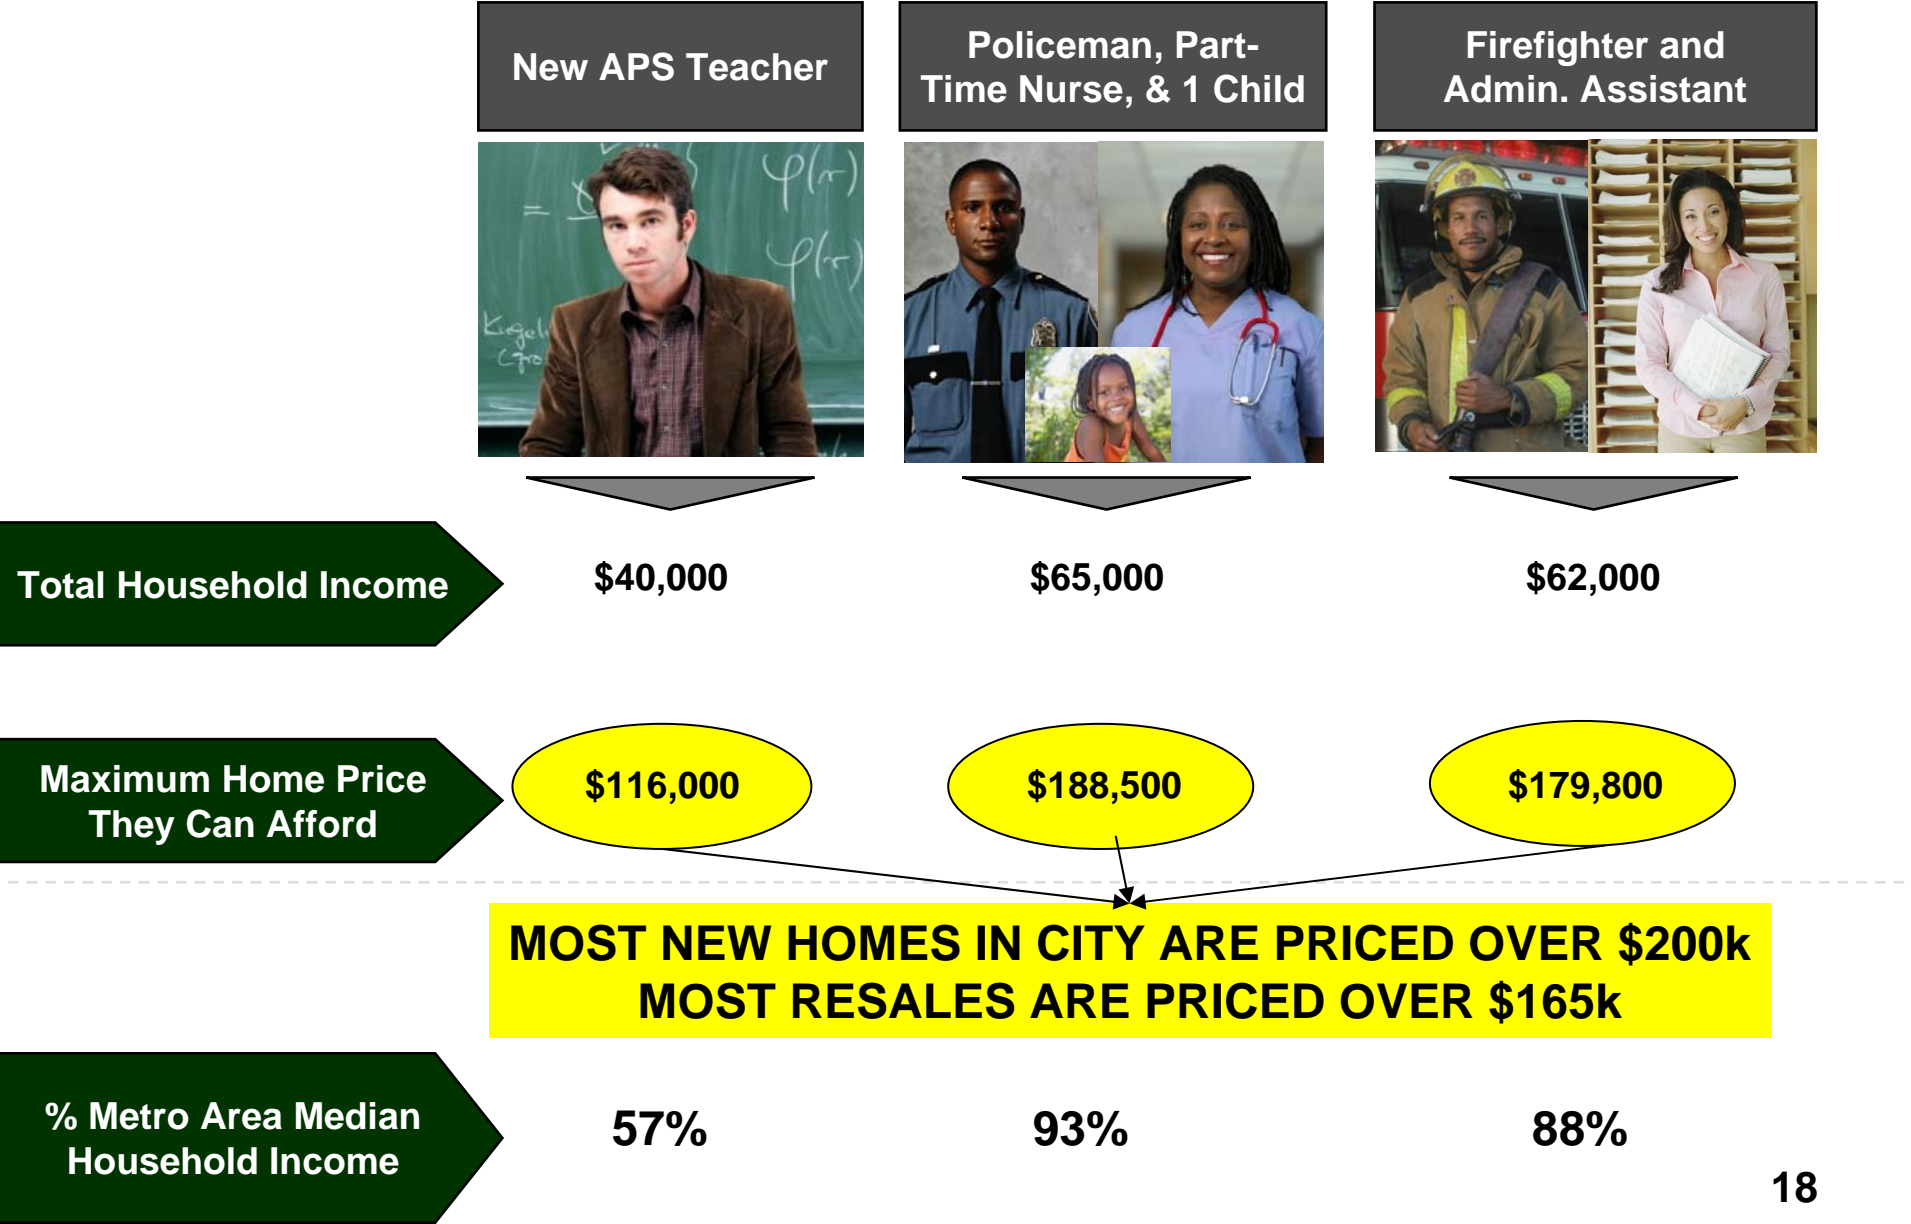 New APS Teacher
Policeman, Part-
Time Nurse, & 1 Child
Firefighter and
Admin. Assistant
= 
φ(r)
φ(r)
Kugel
Total Household Income
$40,000
$65,000
$62,000
Maximum Home Price
They Can Afford
$116,000
$188,500
$179,800
MOST NEW HOMES IN CITY ARE PRICED OVER $200k
MOST RESALES ARE PRICED OVER $165k
% Metro Area Median
Household Income
57%
93%
88%
18